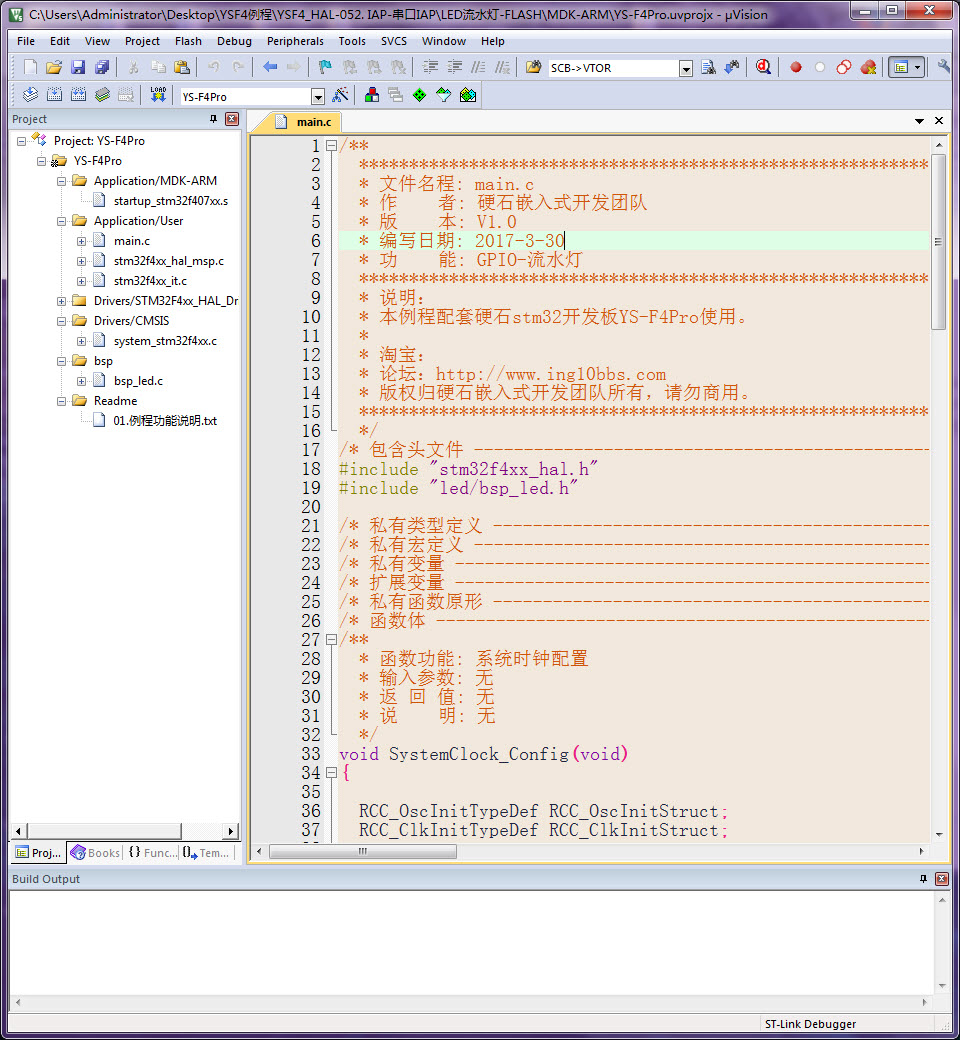 C:\Users\Administrator\Desktop\YSF4例程\YSF4_HAL-052. IAP-串口IAP\LED流水灯-FLASH\MDK-ARM\YS-F4Pro.uvprojx - µVision
File Edit View Project Flash Debug Peripherals Tools SVCS Window Help
SCB->VTOR
LOAD YS-F4Pro
Project
Project: YS-F4Pro
YS-F4Pro
Application/MDK-ARM
startup_stm32f407xx.s
Application/User
main.c
stm32f4xx_hal_msp.c
stm32f4xx_it.c
Drivers/STM32F4xx_HAL_Dr
Drivers/CMSIS
system_stm32f4xx.c
bsp
bsp_led.c
Readme
01.例程功能说明.txt
Proj... Books {} Func... Tem...
main.c
1 /**
2 *********************************************************
3 * 文件名程: main.c
4 * 作    者: 硬石嵌入式开发团队
5 * 版    本: V1.0
6 * 编写日期: 2017-3-30
7 * 功    能: GPIO-流水灯
8 *********************************************************
9 * 说明:
10 * 本例程配套硬石stm32开发板YS-F4Pro使用。
11 *
12 * 淘宝:
13 * 论坛: http://www.ing10bbs.com
14 * 版权归硬石嵌入式开发团队所有，请勿商用。
15 *********************************************************
16 */
17 /* 包含头文件 ----------------------------------------------
18 #include "stm32f4xx_hal.h"
19 #include "led/bsp_led.h"
20
21 /* 私有类型定义 --------------------------------------------
22 /* 私有宏定义 ----------------------------------------------
23 /* 私有变量 ------------------------------------------------
24 /* 扩展变量 ------------------------------------------------
25 /* 私有函数原形 --------------------------------------------
26 /* 函数体 --------------------------------------------------
27 /**
28 * 函数功能: 系统时钟配置
29 * 输入参数: 无
30 * 返 回 值: 无
31 * 说    明: 无
32 */
33 void SystemClock_Config(void)
34 {
35
36 RCC_OscInitTypeDef RCC_OscInitStruct;
37 RCC_ClkInitTypeDef RCC_ClkInitStruct;
Build Output
ST-Link Debugger